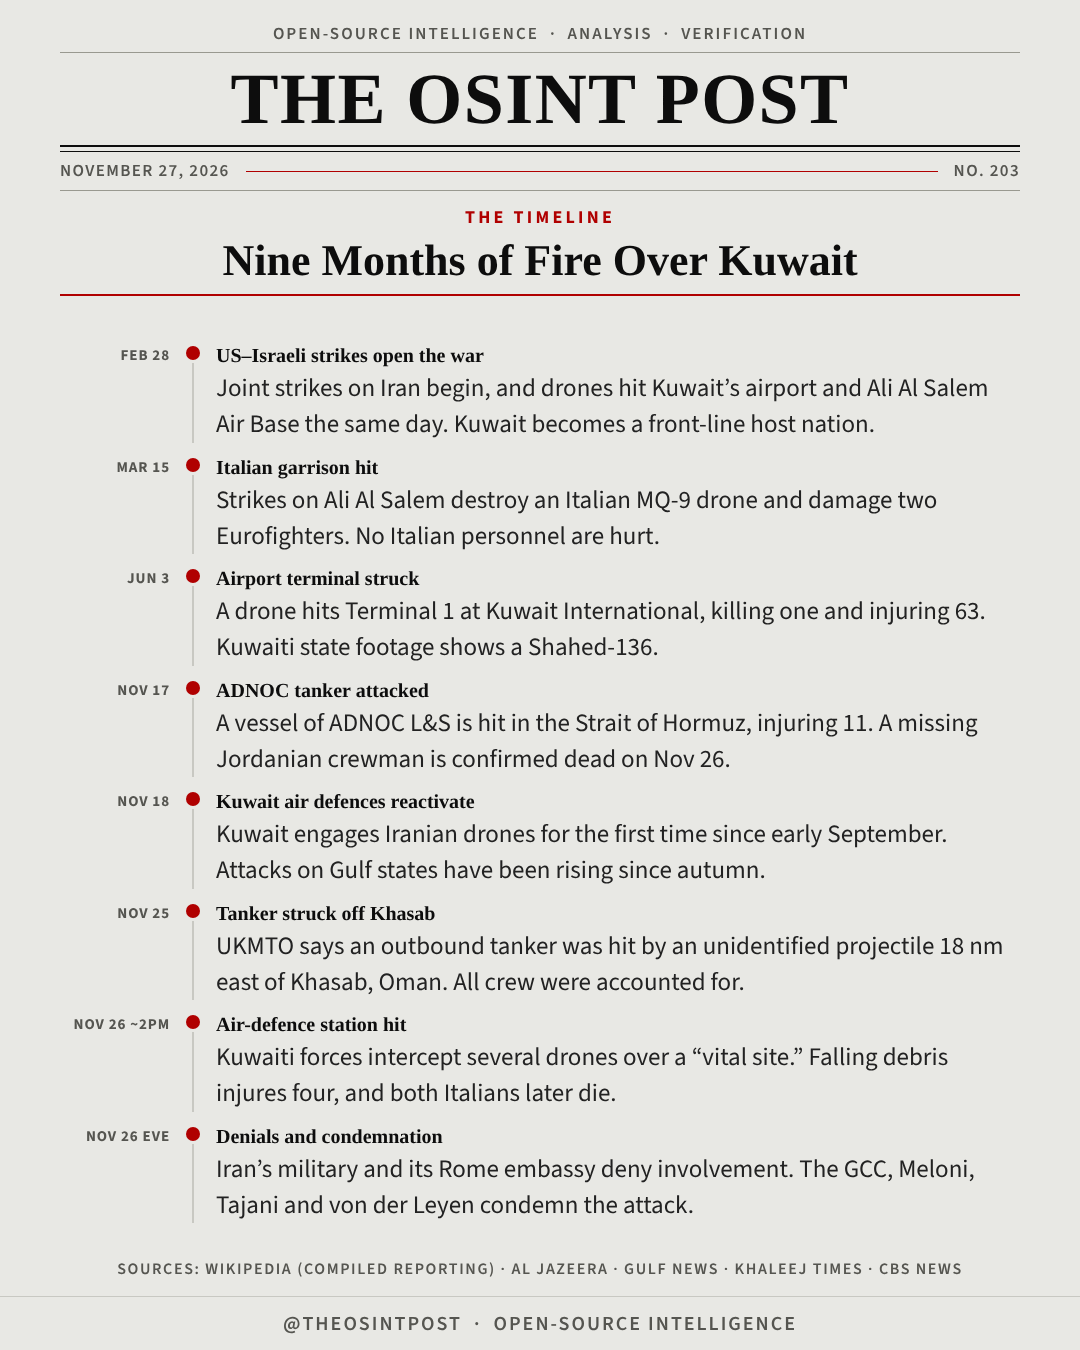 OPEN-SOURCE INTELLIGENCE · ANALYSIS · VERIFICATION
THE OSINT POST
NOVEMBER 27, 2026 NO. 203
THE TIMELINE
Nine Months of Fire Over Kuwait
FEB 28 US–Israeli strikes open the war
Joint strikes on Iran begin, and drones hit Kuwait’s airport and Ali Al Salem
Air Base the same day. Kuwait becomes a front-line host nation.
MAR 15 Italian garrison hit
Strikes on Ali Al Salem destroy an Italian MQ-9 drone and damage two
Eurofighters. No Italian personnel are hurt.
JUN 3 Airport terminal struck
A drone hits Terminal 1 at Kuwait International, killing one and injuring 63.
Kuwaiti state footage shows a Shahed-136.
NOV 17 ADNOC tanker attacked
A vessel of ADNOC L&S is hit in the Strait of Hormuz, injuring 11. A missing
Jordanian crewman is confirmed dead on Nov 26.
NOV 18 Kuwait air defences reactivate
Kuwait engages Iranian drones for the first time since early September.
Attacks on Gulf states have been rising since autumn.
NOV 25 Tanker struck off Khasab
UKMTO says an outbound tanker was hit by an unidentified projectile 18 nm
east of Khasab, Oman. All crew were accounted for.
NOV 26 ~2PM Air-defence station hit
Kuwaiti forces intercept several drones over a “vital site.” Falling debris
injures four, and both Italians later die.
NOV 26 EVE Denials and condemnation
Iran’s military and its Rome embassy deny involvement. The GCC, Meloni,
Tajani and von der Leyen condemn the attack.
SOURCES: WIKIPEDIA (COMPILED REPORTING) · AL JAZEERA · GULF NEWS · KHALEEJ TIMES · CBS NEWS
@THEOSINTPOST · OPEN-SOURCE INTELLIGENCE